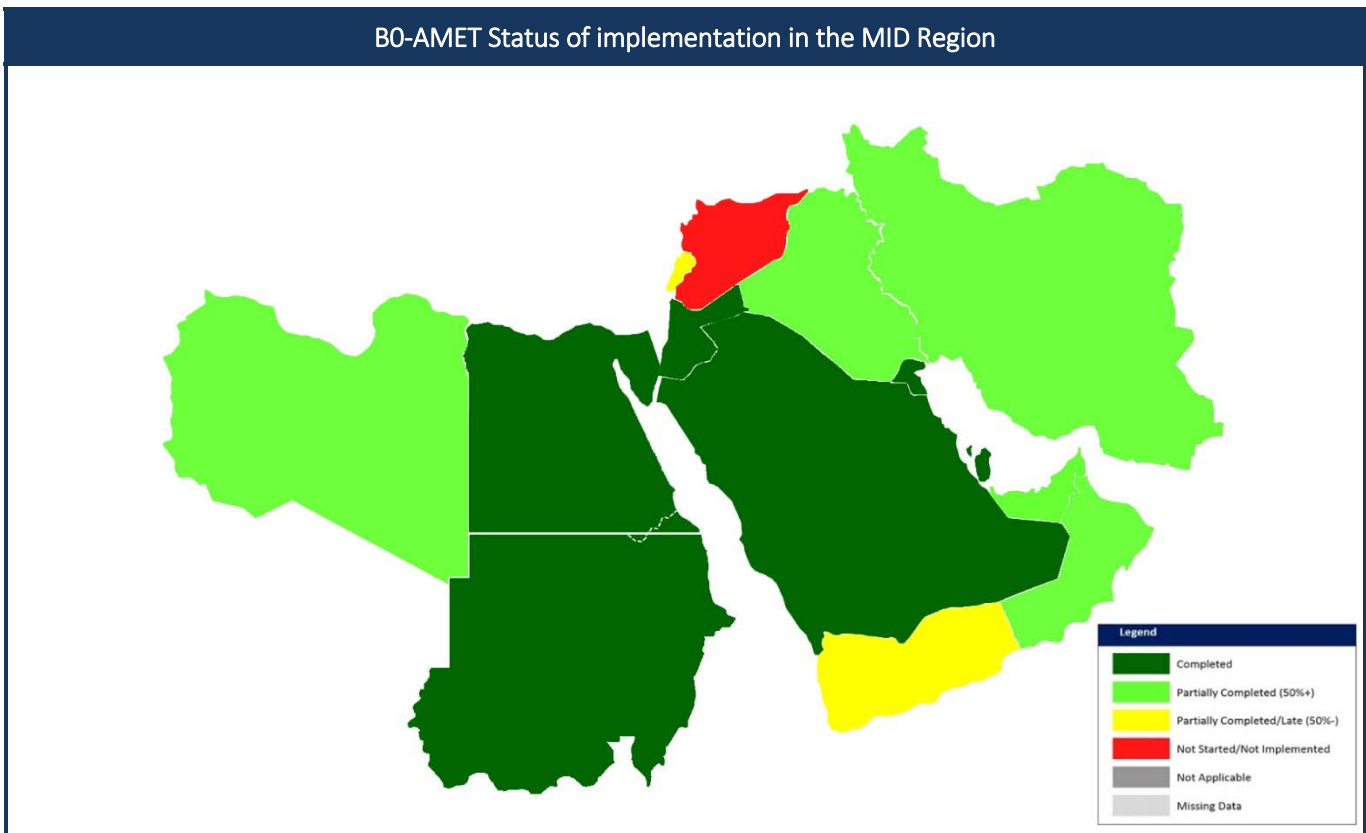 B0-AMET Status of implementation in the MID Region
Legend
Completed
Partially Completed (50%+)
Partially Completed/Late (50%-)
Not Started/Not Implemented
Not Applicable
Missing Data